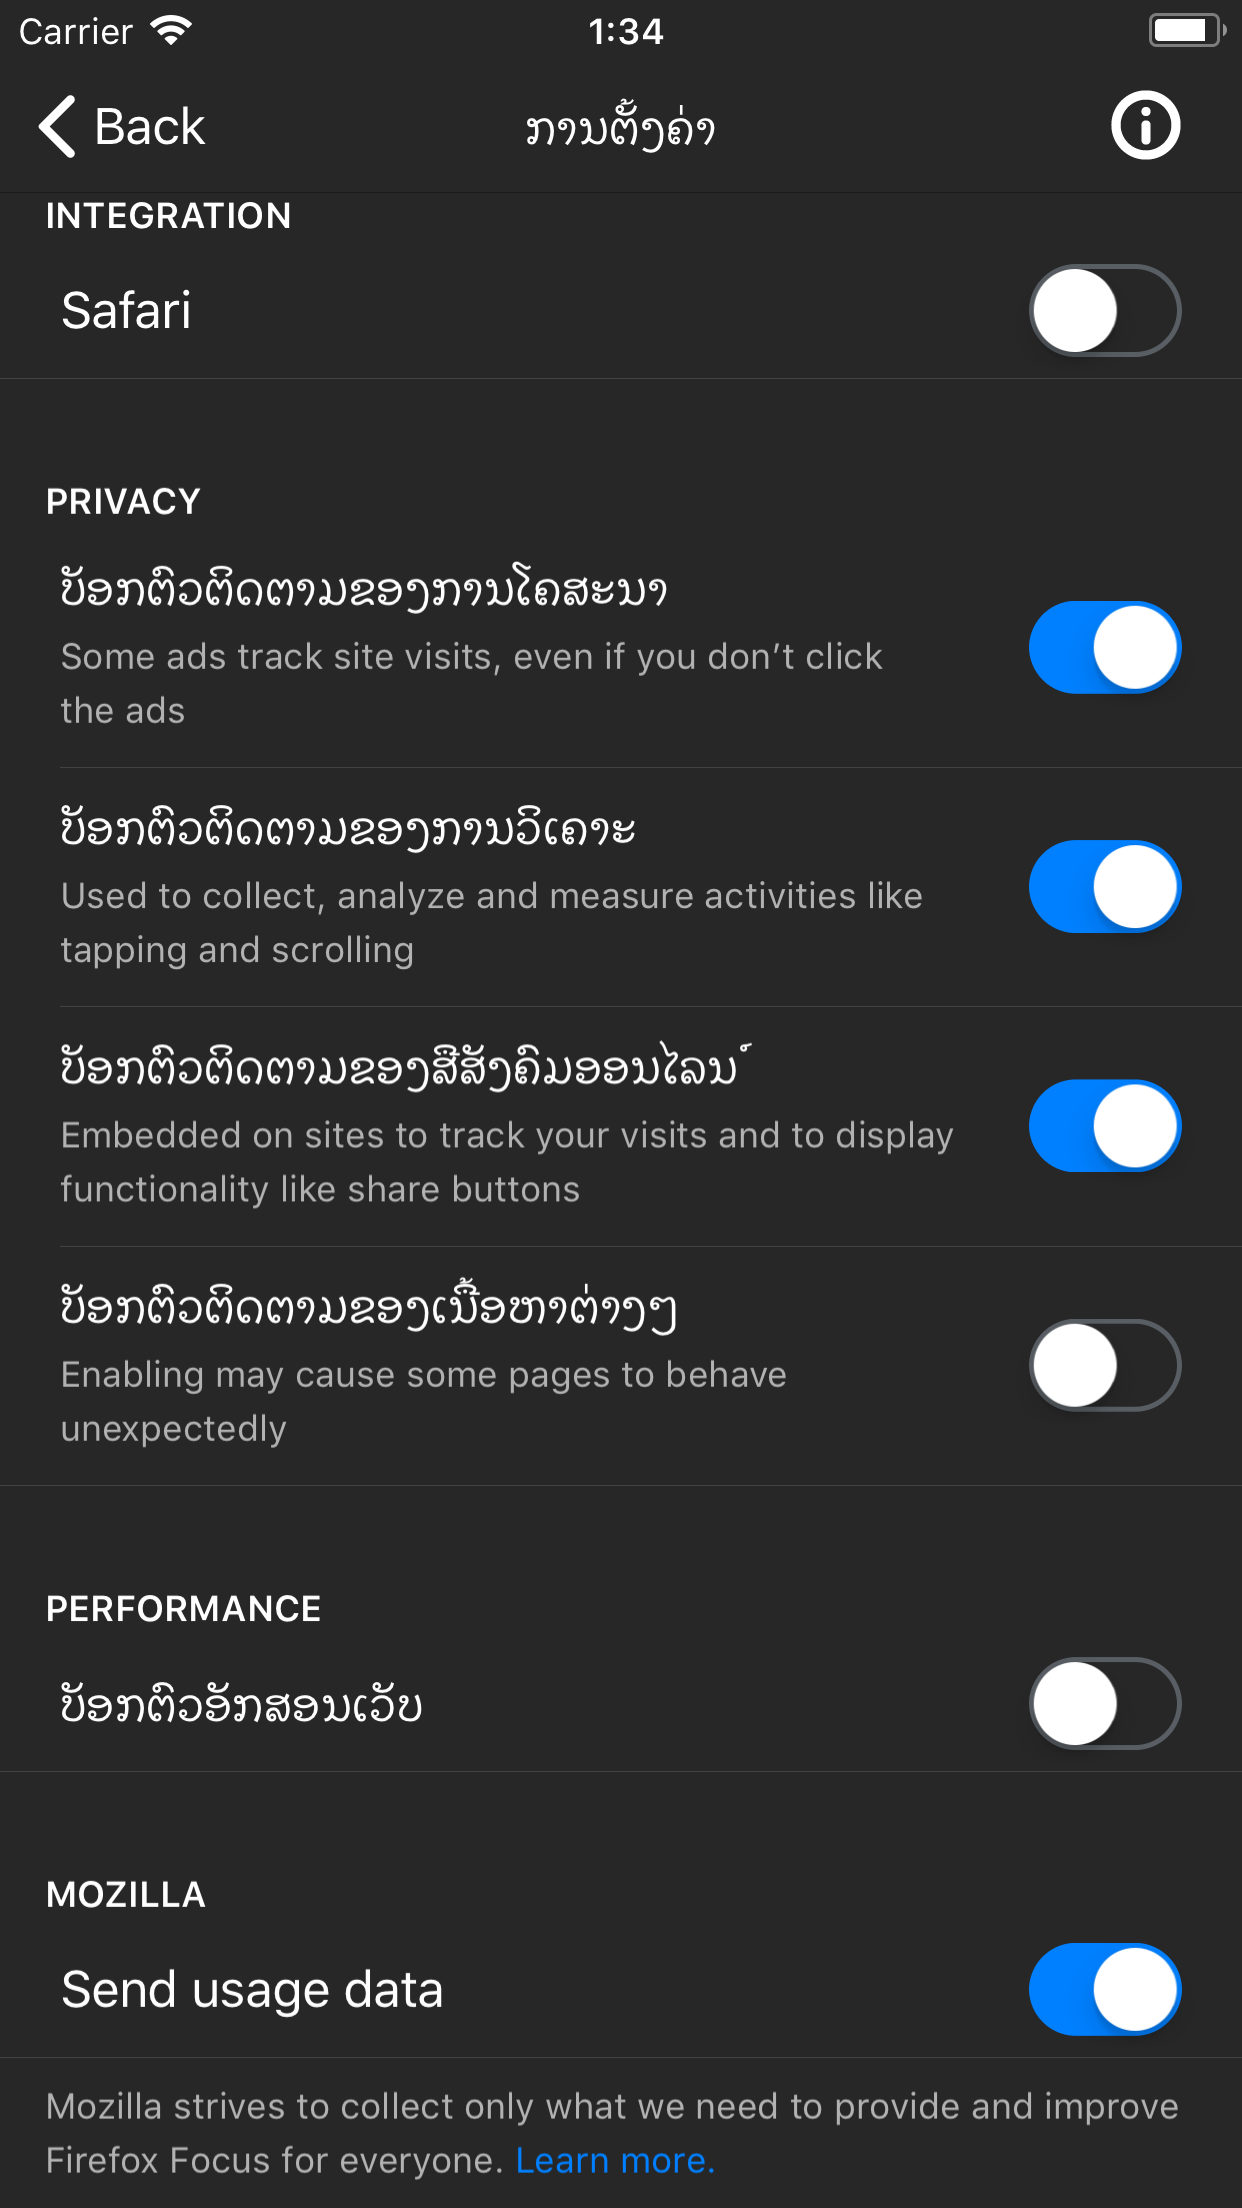 Carrier
1:34
Back
ການຕັ້ງຄ່າ
INTEGRATION
Safari
PRIVACY
ບັອກຕົວຕິດຕາມຂອງການໂຄສະນາ
Some ads track site visits, even if you don’t click
the ads
ບັອກຕົວຕິດຕາມຂອງການວິເຄາະ
Used to collect, analyze and measure activities like
tapping and scrolling
ບັອກຕົວຕິດຕາມຂອງສືສັງຄົມອອນໄລນ໌
Embedded on sites to track your visits and to display
functionality like share buttons
ບັອກຕົວຕິດຕາມຂອງເນື້ອຫາຕ່າງໆ
Enabling may cause some pages to behave
unexpectedly
PERFORMANCE
ບັອກຕົວອັກສອນເວັບ
MOZILLA
Send usage data
Mozilla strives to collect only what we need to provide and improve
Firefox Focus for everyone. Learn more.